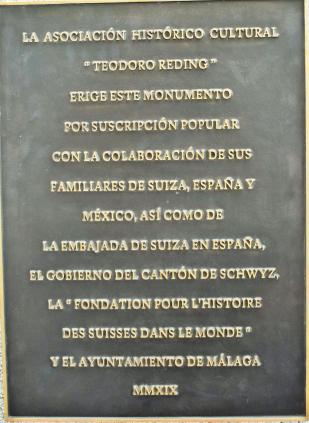 LA ASOCIACIÓN HISTÓRICO CULTURAL
" TEODORO REDING "
ERIGE ESTE MONUMENTO
POR SUSCRIPCIÓN POPULAR
CON LA COLABORACIÓN DE SUS
FAMILIARES DE SUIZA, ESPAÑA Y
MÉXICO, ASÍ COMO DE
LA EMBAJADA DE SUIZA EN ESPAÑA,
EL GOBIERNO DEL CANTÓN DE SCHWYZ,
LA " FONDATION POUR L'HISTOIRE
DES SUISSES DANS LE MONDE "
Y EL AYUNTAMIENTO DE MÁLAGA
MMXIX